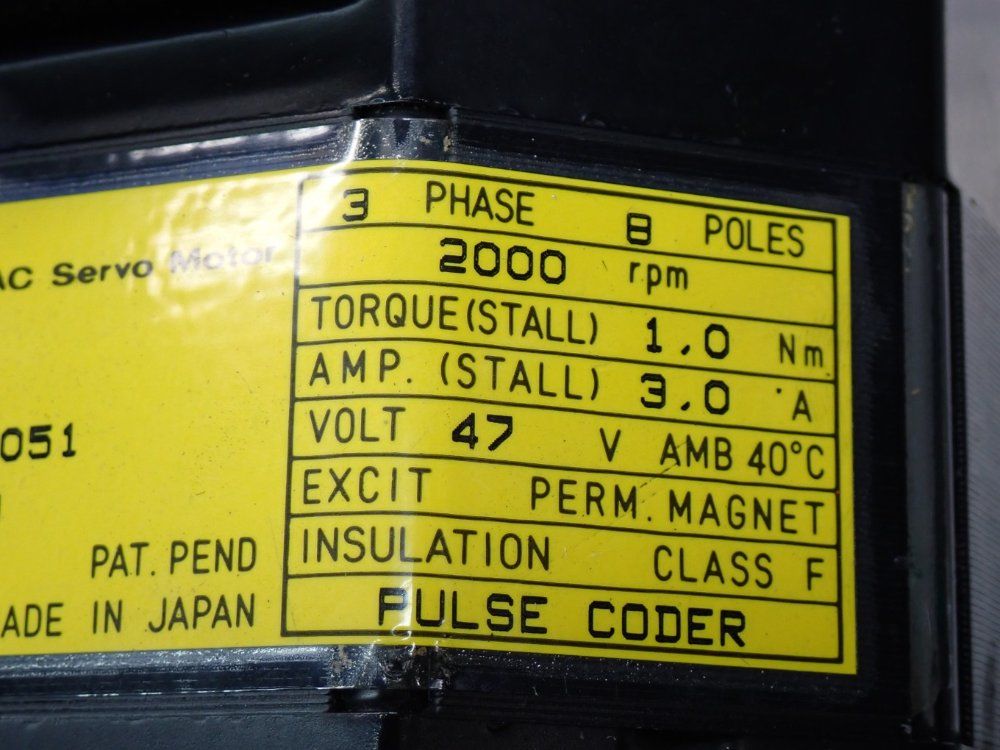 AC Servo Motor
051
PAT. PEND
MADE IN JAPAN
3 PHASE 8 POLES
2000 rpm
TORQUE(STALL) 1.0 Nm
AMP. (STALL) 3.0 A
VOLT 47 V AMB 40°C
EXCIT PERM. MAGNET
INSULATION CLASS F
PULSE CODER